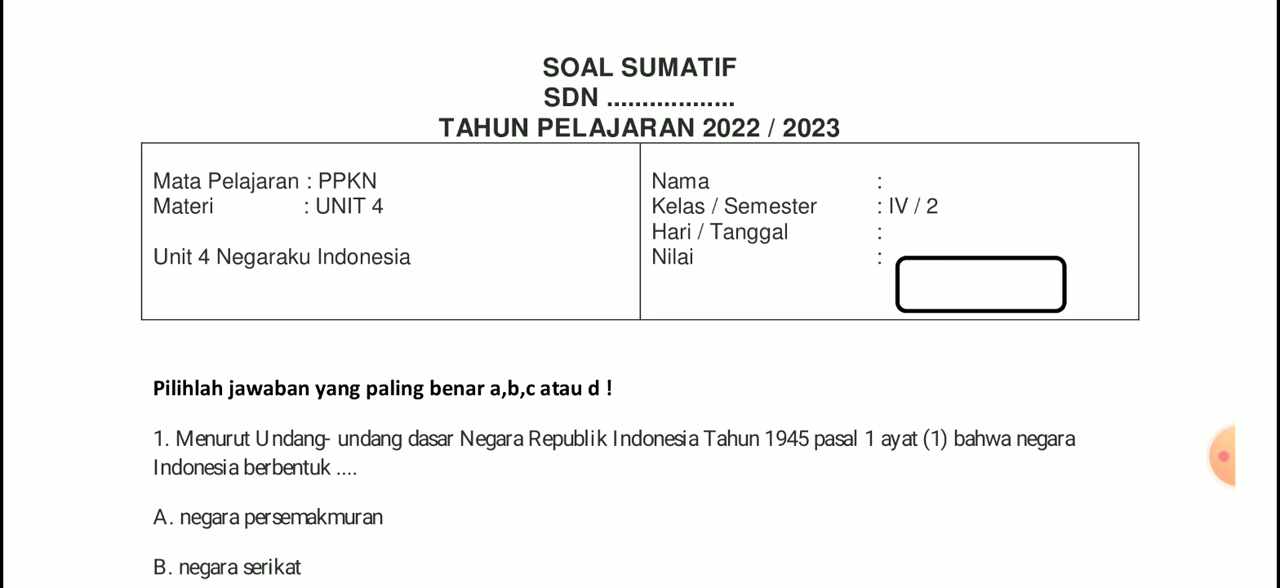 SOAL SUMATIF
SDN ..................
TAHUN PELAJARAN 2022 / 2023
Mata Pelajaran : PPKN
Materi : UNIT 4
Unit 4 Negaraku Indonesia
Nama :
Kelas / Semester : IV / 2
Hari / Tanggal :
Nilai :
Pilihlah jawaban yang paling benar a,b,c atau d !
1. Menurut Undang- undang dasar Negara Republik Indonesia Tahun 1945 pasal 1 ayat (1) bahwa negara
Indonesia berbentuk ....
A. negara persemakmuran
B. negara serikat